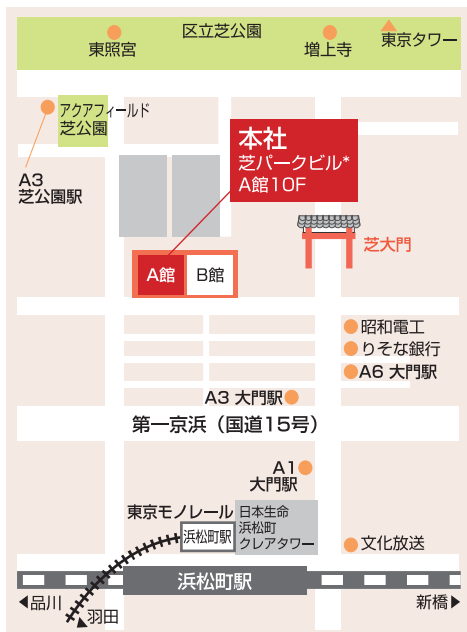 区立芝公園
東照宮
増上寺
東京タワー
アクアフィールド
芝公園
本社
芝パークビル*
A館10F
A3
芝公園駅
芝大門
A館
B館
昭和電工
りそな銀行
A6 大門駅
A3 大門駅
第一京浜（国道15号）
A1
大門駅
東京モノレール
浜松町駅
日本生命
浜松町
クレアタワー
文化放送
浜松町駅
◀品川
羽田
新橋▶